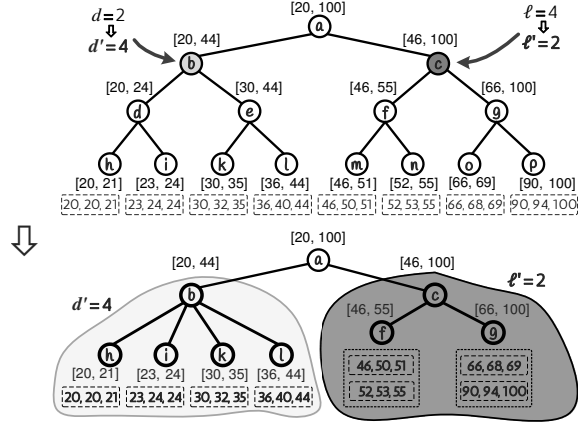 [20, 100]
d=2
d'=4
a
ℓ=4
ℓ'=2
[20, 44]
[46, 100]
b
c
[20, 24]
[30, 44]
[46, 55]
[66, 100]
d
e
f
g
h
i
k
l
m
n
o
p
[20, 21]
[23, 24]
[30, 35]
[36, 44]
[46, 51]
[52, 55]
[66, 69]
[90, 100]
20, 20, 21
23, 24, 24
30, 32, 35
36, 40, 44
46, 50, 51
52, 53, 55
66, 68, 69
90, 94, 100
[20, 100]
a
[20, 44]
[46, 100]
d'=4
ℓ'=2
b
c
[46, 55]
[66, 100]
f
g
h
i
k
l
[20, 21]
[23, 24]
[30, 35]
[36, 44]
46, 50, 51
66, 68, 69
20, 20, 21
23, 24, 24
30, 32, 35
36, 40, 44
52, 53, 55
90, 94, 100